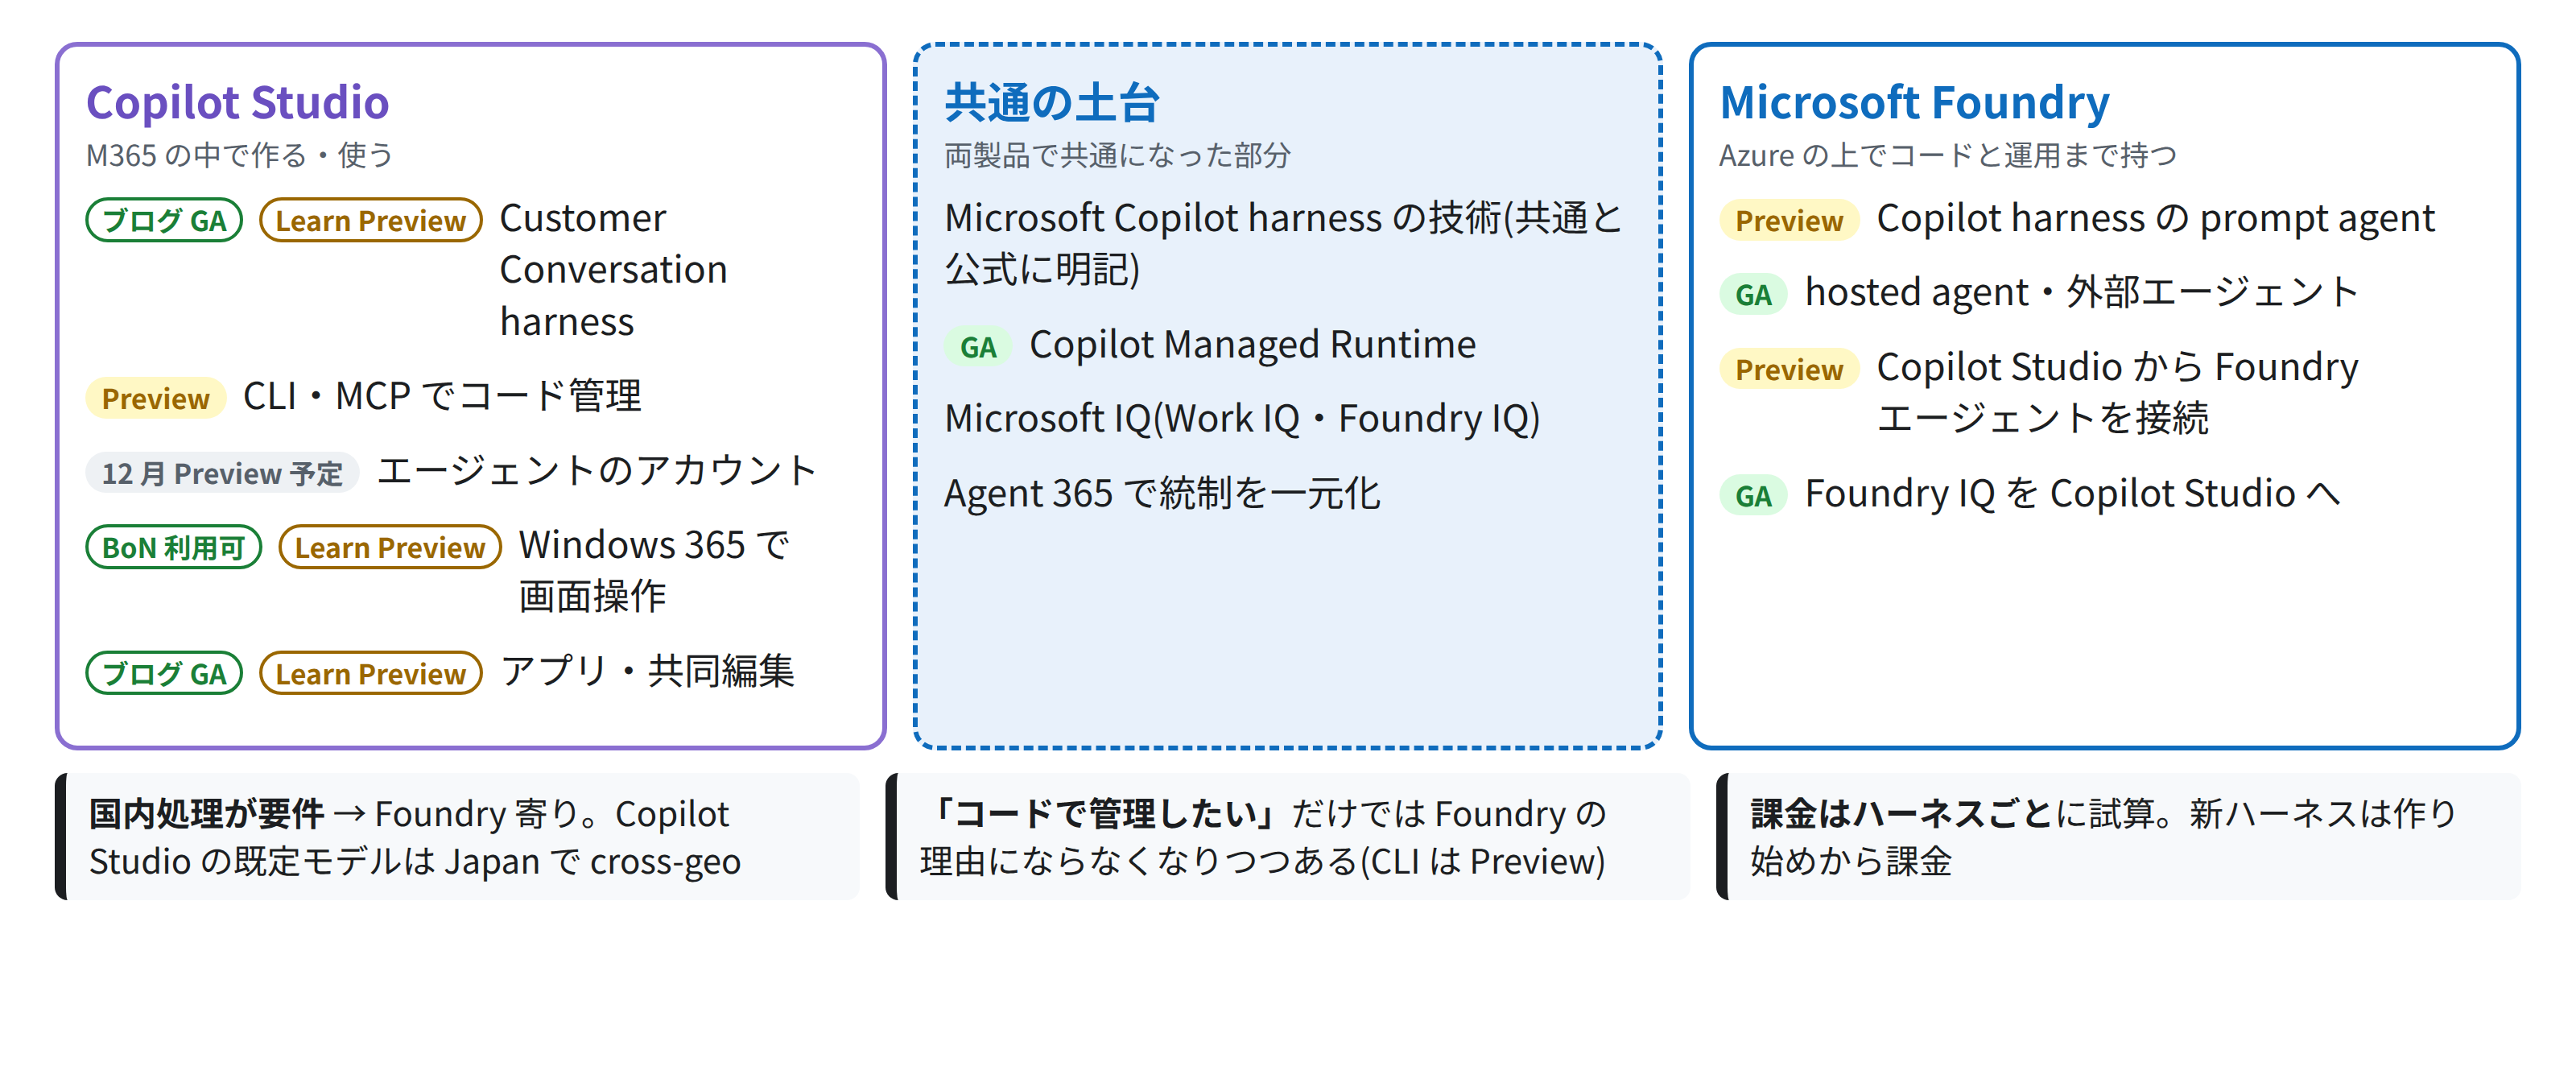 Copilot Studio
M365 の中で作る・使う
ブログ GA Learn Preview Customer
Conversation
harness
Preview CLI・MCP でコード管理
12 月 Preview 予定 エージェントのアカウント
BoN 利用可 Learn Preview Windows 365 で
画面操作
ブログ GA Learn Preview アプリ・共同編集
共通の土台
両製品で共通になった部分
Microsoft Copilot harness の技術(共通と
公式に明記)
GA Copilot Managed Runtime
Microsoft IQ(Work IQ・Foundry IQ)
Agent 365 で統制を一元化
Microsoft Foundry
Azure の上でコードと運用まで持つ
Preview Copilot harness の prompt agent
GA hosted agent・外部エージェント
Preview Copilot Studio から Foundry
エージェントを接続
GA Foundry IQ を Copilot Studio へ
国内処理が要件 → Foundry 寄り。Copilot
Studio の既定モデルは Japan で cross-geo
「コードで管理したい」だけでは Foundry の
理由にならなくなりつつある(CLI は Preview)
課金はハーネスごとに試算。新ハーネスは作り
始めから課金